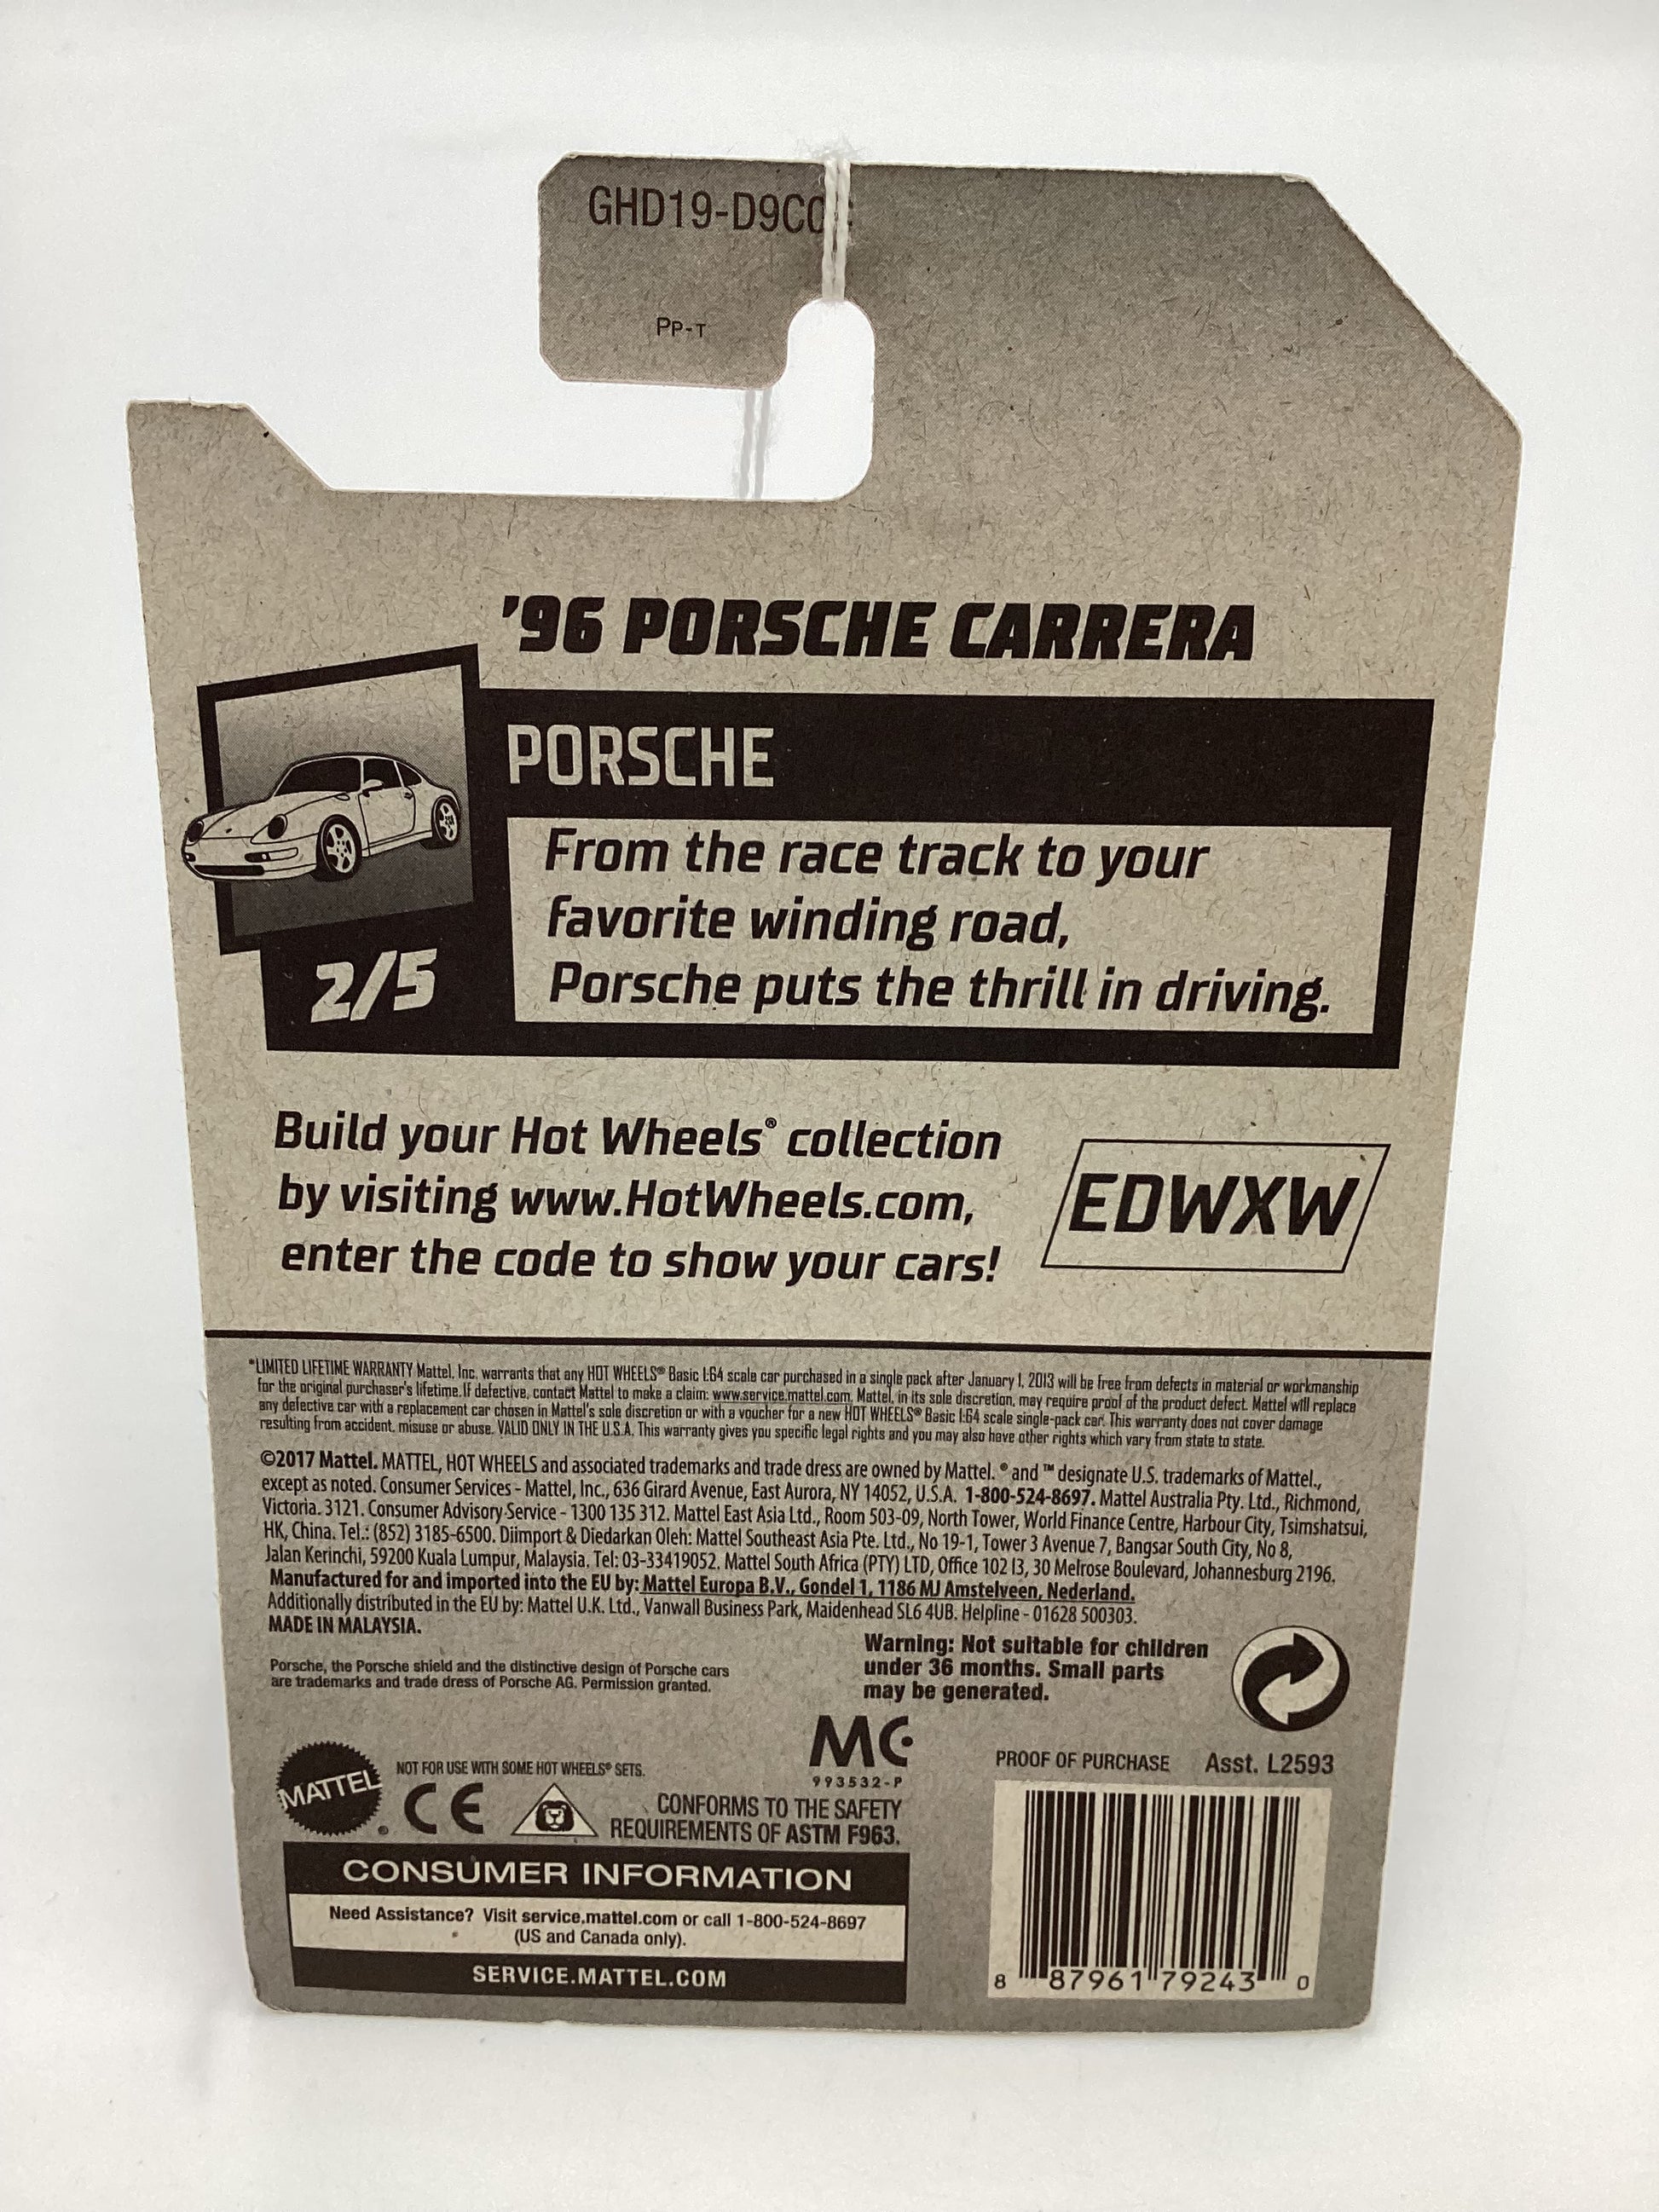 GHD19-D9C0
PP-T
'96 PORSCHE CARRERA
PORSCHE
From the race track to your
favorite winding road,
Porsche puts the thrill in driving.
2/5
Build your Hot Wheels® collection
by visiting www.HotWheels.com,
enter the code to show your cars!
EDWXW
*LIMITED LIFETIME WARRANTY Mattel, Inc. warrants that any HOT WHEELS® Basic 1:64 scale car purchased in a single pack after January 1, 2013 will be free from defects in material or workmanship
for the original purchaser's lifetime. If defective, contact Mattel to make a claim: www.service.mattel.com. Mattel, in its sole discretion, may require proof of the product defect. Mattel will replace
any defective car with a replacement car chosen in Mattel's sole discretion or with a voucher for a new HOT WHEELS® Basic 1:64 scale single-pack car. This warranty does not cover damage
resulting from accident, misuse or abuse. VALID ONLY IN THE U.S.A. This warranty gives you specific legal rights and you may also have other rights which vary from state to state.
©2017 Mattel. MATTEL, HOT WHEELS and associated trademarks and trade dress are owned by Mattel. ® and ™ designate U.S. trademarks of Mattel.,
except as noted. Consumer Services - Mattel, Inc., 636 Girard Avenue, East Aurora, NY 14052, U.S.A. 1-800-524-8697. Mattel Australia Pty. Ltd., Richmond,
Victoria. 3121. Consumer Advisory Service - 1300 135 312. Mattel East Asia Ltd., Room 503-09, North Tower, World Finance Centre, Harbour City, Tsimshatsui,
HK, China. Tel.: (852) 3185-6500. Diimport & Diedarkan Oleh: Mattel Southeast Asia Pte. Ltd., No 19-1, Tower 3 Avenue 7, Bangsar South City, No 8,
Jalan Kerinchi, 59200 Kuala Lumpur, Malaysia. Tel: 03-33419052. Mattel South Africa (PTY) LTD, Office 102 I3, 30 Melrose Boulevard, Johannesburg 2196.
Manufactured for and imported into the EU by: Mattel Europa B.V., Gondel 1, 1186 MJ Amstelveen, Nederland.
Additionally distributed in the EU by: Mattel U.K. Ltd., Vanwall Business Park, Maidenhead SL6 4UB. Helpline - 01628 500303.
MADE IN MALAYSIA.
Warning: Not suitable for children
under 36 months. Small parts
may be generated.
Porsche, the Porsche shield and the distinctive design of Porsche cars
are trademarks and trade dress of Porsche AG. Permission granted.
MC
993532-P
PROOF OF PURCHASE Asst. L2593
MATTEL
NOT FOR USE WITH SOME HOT WHEELS® SETS.
CE
CONFORMS TO THE SAFETY
REQUIREMENTS OF ASTM F963.
CONSUMER INFORMATION
Need Assistance? Visit service.mattel.com or call 1-800-524-8697
(US and Canada only).
SERVICE.MATTEL.COM
8 87961 79243 0